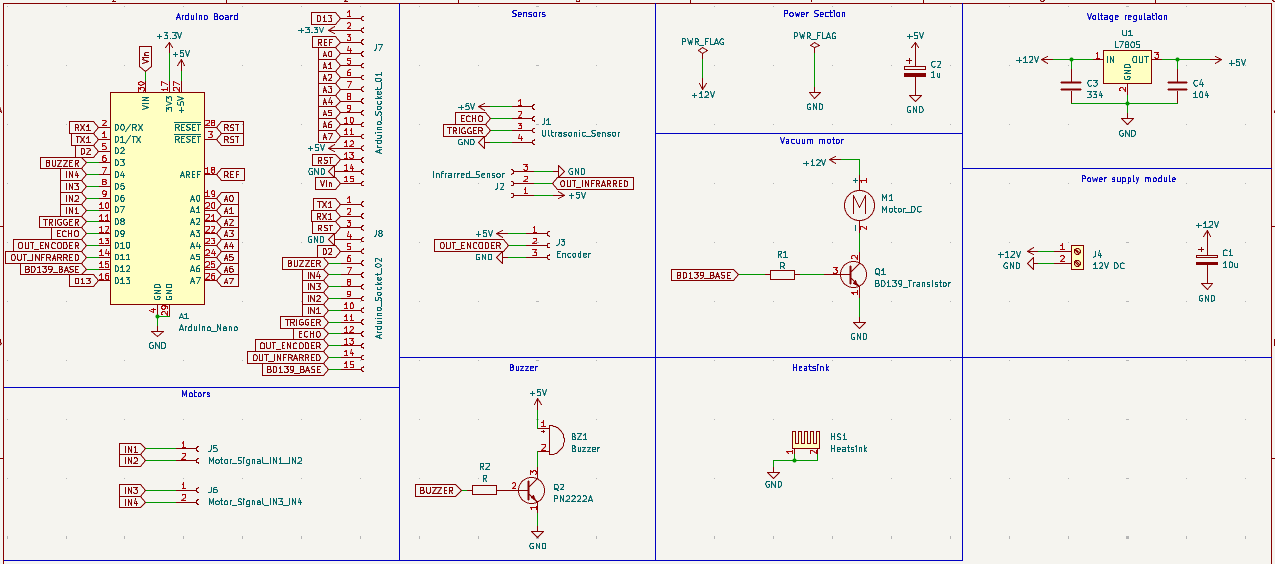 Arduino Board
+3.3V
+5V
Vin
30
17
27
VIN
3V3
+5V
RX1 2 D0/RX
TX1 1 D1/TX
D2 5 D2
BUZZER 6 D3
IN4 7 D4
IN3 8 D6
IN2 9 D6
IN1 10 D7
TRIGGER 11 D8
ECHO 12 D9
OUT_ENCODER 13 D10
OUT_INFRARRED 14 D11
BD139_BASE 15 D12
D13 16 D13
RESET 28 RST
RESET 3 RST
AREF 18 REF
A0 19 A0
A1 20 A1
A2 21 A2
A3 22 A3
A4 23 A4
A5 24 A5
A6 25 A6
A7 26 A7
GND
GND
4
29
A1
Arduino_Nano
GND
D13 1
+3.3V 2
REF 3
A0 4
A1 5
A2 6
A3 7
A4 8
A5 9
A6 10
A7 11
+5V 12
RST 13
GND 14
Vin 15
J7
Arduino_Socket_01
TX1 1
RX1 2
RST 3
GND 4
D2 5
BUZZER 6
IN4 7
IN3 8
IN2 9
IN1 10
TRIGGER 11
ECHO 12
OUT_ENCODER 13
OUT_INFRARRED 14
BD139_BASE 15
J8
Arduino_Socket_02
Motors
IN1 1
IN2 2
J5
Motor_Signal_IN1_IN2
IN3 1
IN4 2
J6
Motor_Signal_IN3_IN4
Sensors
+5V 1
ECHO 2
TRIGGER 3
GND 4
J1
Ultrasonic_Sensor
Infrarred_Sensor
J2
3 GND
2 OUT_INFRARRED
1 +5V
+5V 1
OUT_ENCODER 2
GND 3
J3
Encoder
Buzzer
+5V
1
+
2
BZ1
Buzzer
R2
R
BUZZER
2
3
1
Q2
PN2222A
GND
Power Section
PWR_FLAG
+12V
PWR_FLAG
GND
+5V
+
C2
1u
GND
Vacuum motor
+12V
+
1
M
M1
Motor_DC
-
2
R1
R
BD139_BASE
3
2
1
Q1
BD139_Transistor
GND
Heatsink
HS1
Heatsink
1
2
GND
Voltage regulation
U1
L7805
+12V
1
IN
OUT
3
+5V
GND
2
C3
334
C4
104
GND
Power supply module
+12V 1
GND 2
J4
12V DC
+12V
+
C1
10u
GND